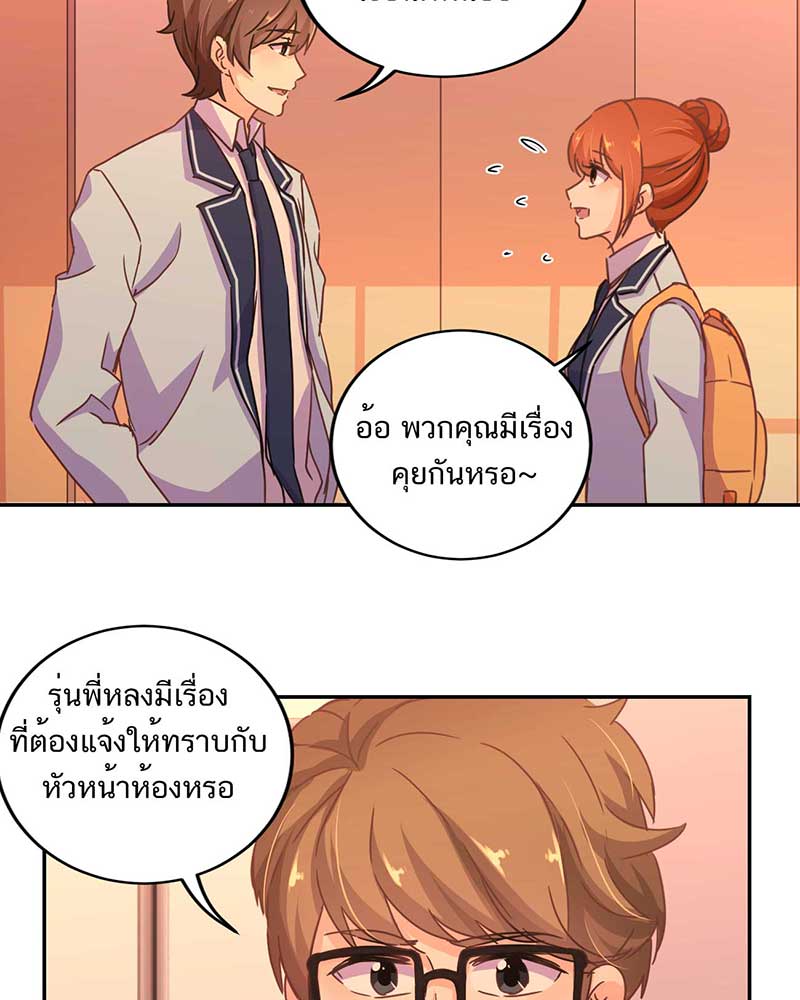 อ้อ พวกคุณมีเรื่อง
คุยกันหรอ~
รุ่นพี่หลงมีเรื่อง
ที่ต้องแจ้งให้ทราบกับ
หัวหน้าห้องหรอ